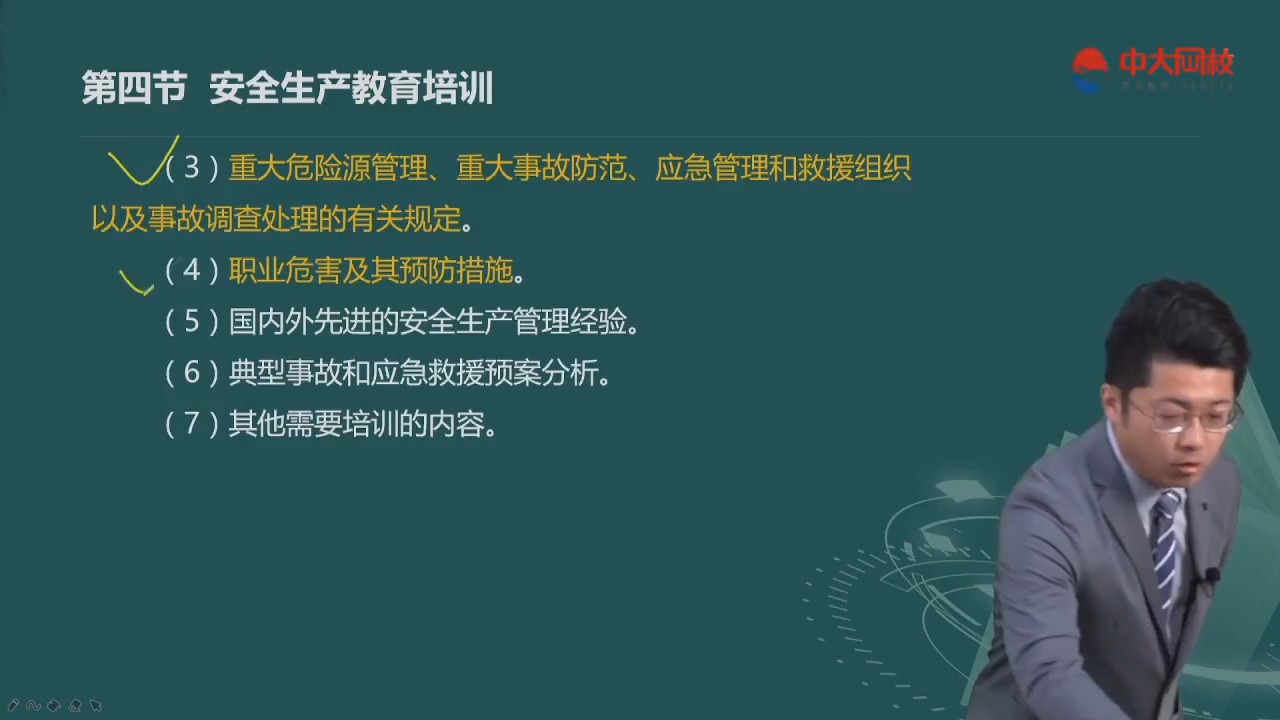 中大网校
第四节 安全生产教育培训
（3）重大危险源管理、重大事故防范、应急管理和救援组织
以及事故调查处理的有关规定。
（4）职业危害及其预防措施。
（5）国内外先进的安全生产管理经验。
（6）典型事故和应急救援预案分析。
（7）其他需要培训的内容。